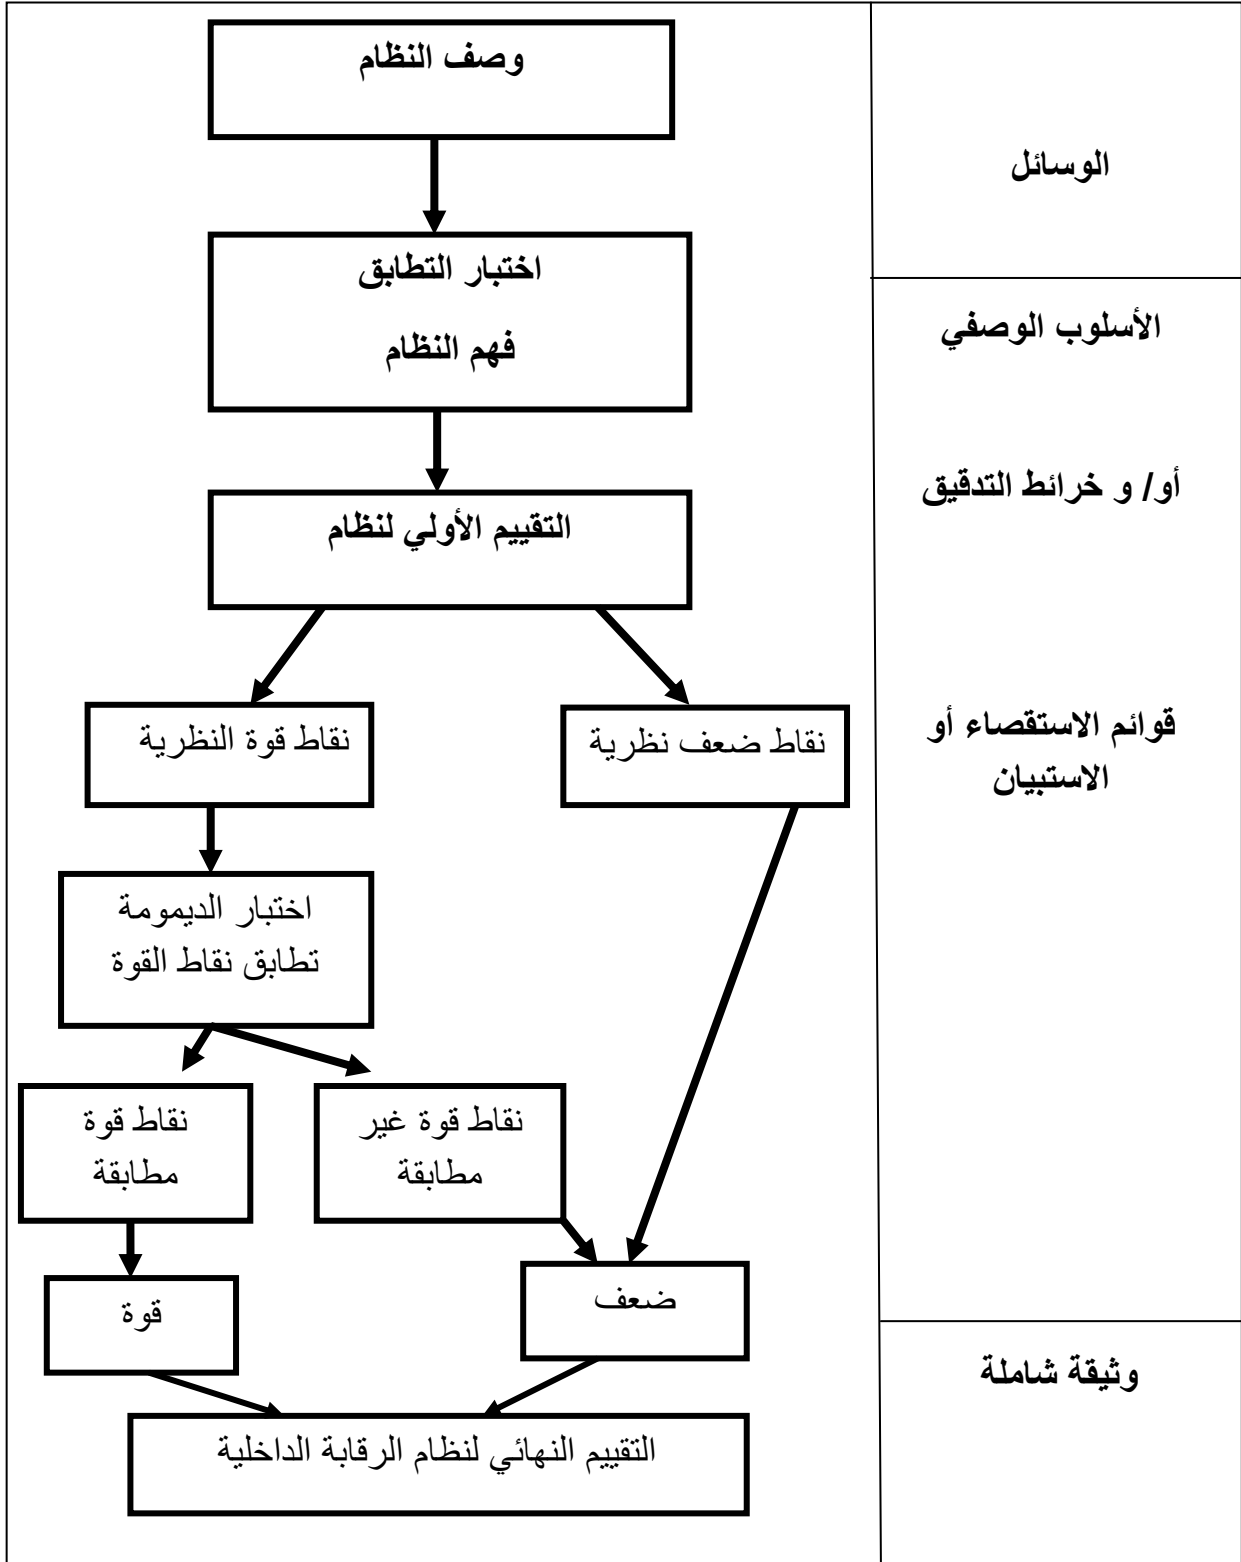 وصف النظام
الوسائل
اختبار التطابق
فهم النظام
الأسلوب الوصفي
أو/ و خرائط التدقيق
التقييم الأولي لنظام
نقاط قوة النظرية
نقاط ضعف نظرية
قوائم الاستقصاء أو
الاستبيان
اختبار الديمومة
تطابق نقاط القوة
نقاط قوة
مطابقة
نقاط قوة غير
مطابقة
قوة
ضعف
وثيقة شاملة
التقييم النهائي لنظام الرقابة الداخلية